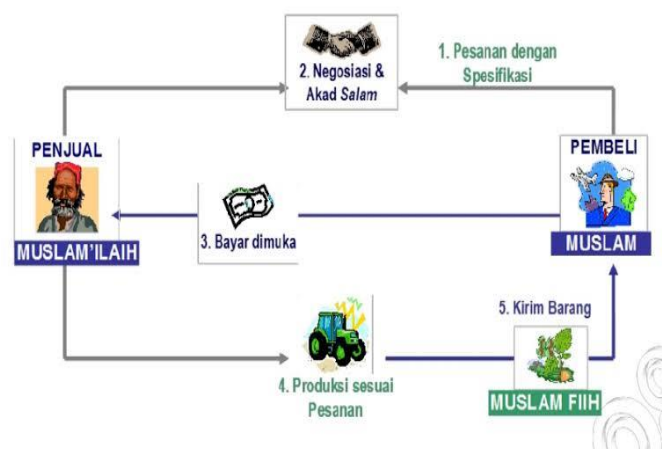 1. Pesanan dengan
Spesifikasi
2. Negosiasi &
Akad Salam
PENJUAL
MUSLAM'ILAIH
PEMBELI
MUSLAM
3. Bayar dimuka
4. Produksi sesuai
Pesanan
5. Kirim Barang
MUSLAM FIIH